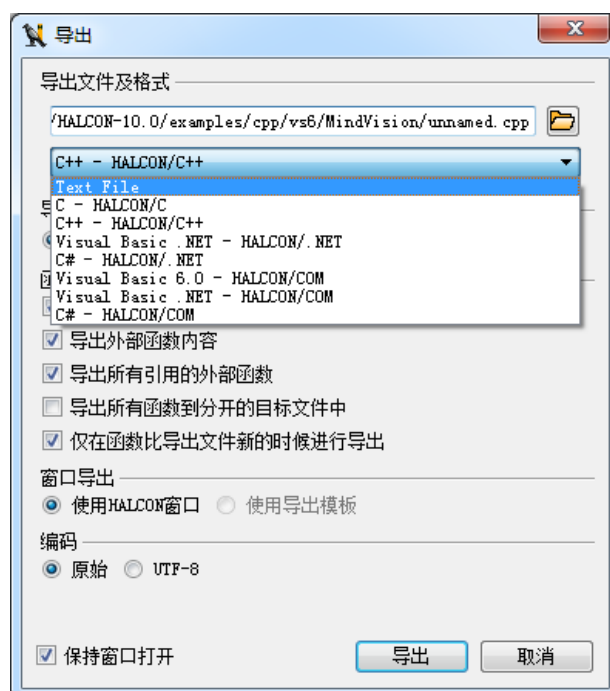 导出
导出文件及格式
/HALCON-10.0/examples/cpp/vs6/MindVision/unnamed.cpp
C++ - HALCON/C++
Text File
C - HALCON/C
C++ - HALCON/C++
Visual Basic .NET - HALCON/.NET
C# - HALCON/.NET
Visual Basic 6.0 - HALCON/COM
Visual Basic .NET - HALCON/COM
C# - HALCON/COM
导出外部函数内容
导出所有引用的外部函数
导出所有函数到分开的目标文件中
仅在函数比导出文件新的时候进行导出
窗口导出
使用HALCON窗口 使用导出模板
编码
原始 UTF-8
保持窗口打开 导出 取消